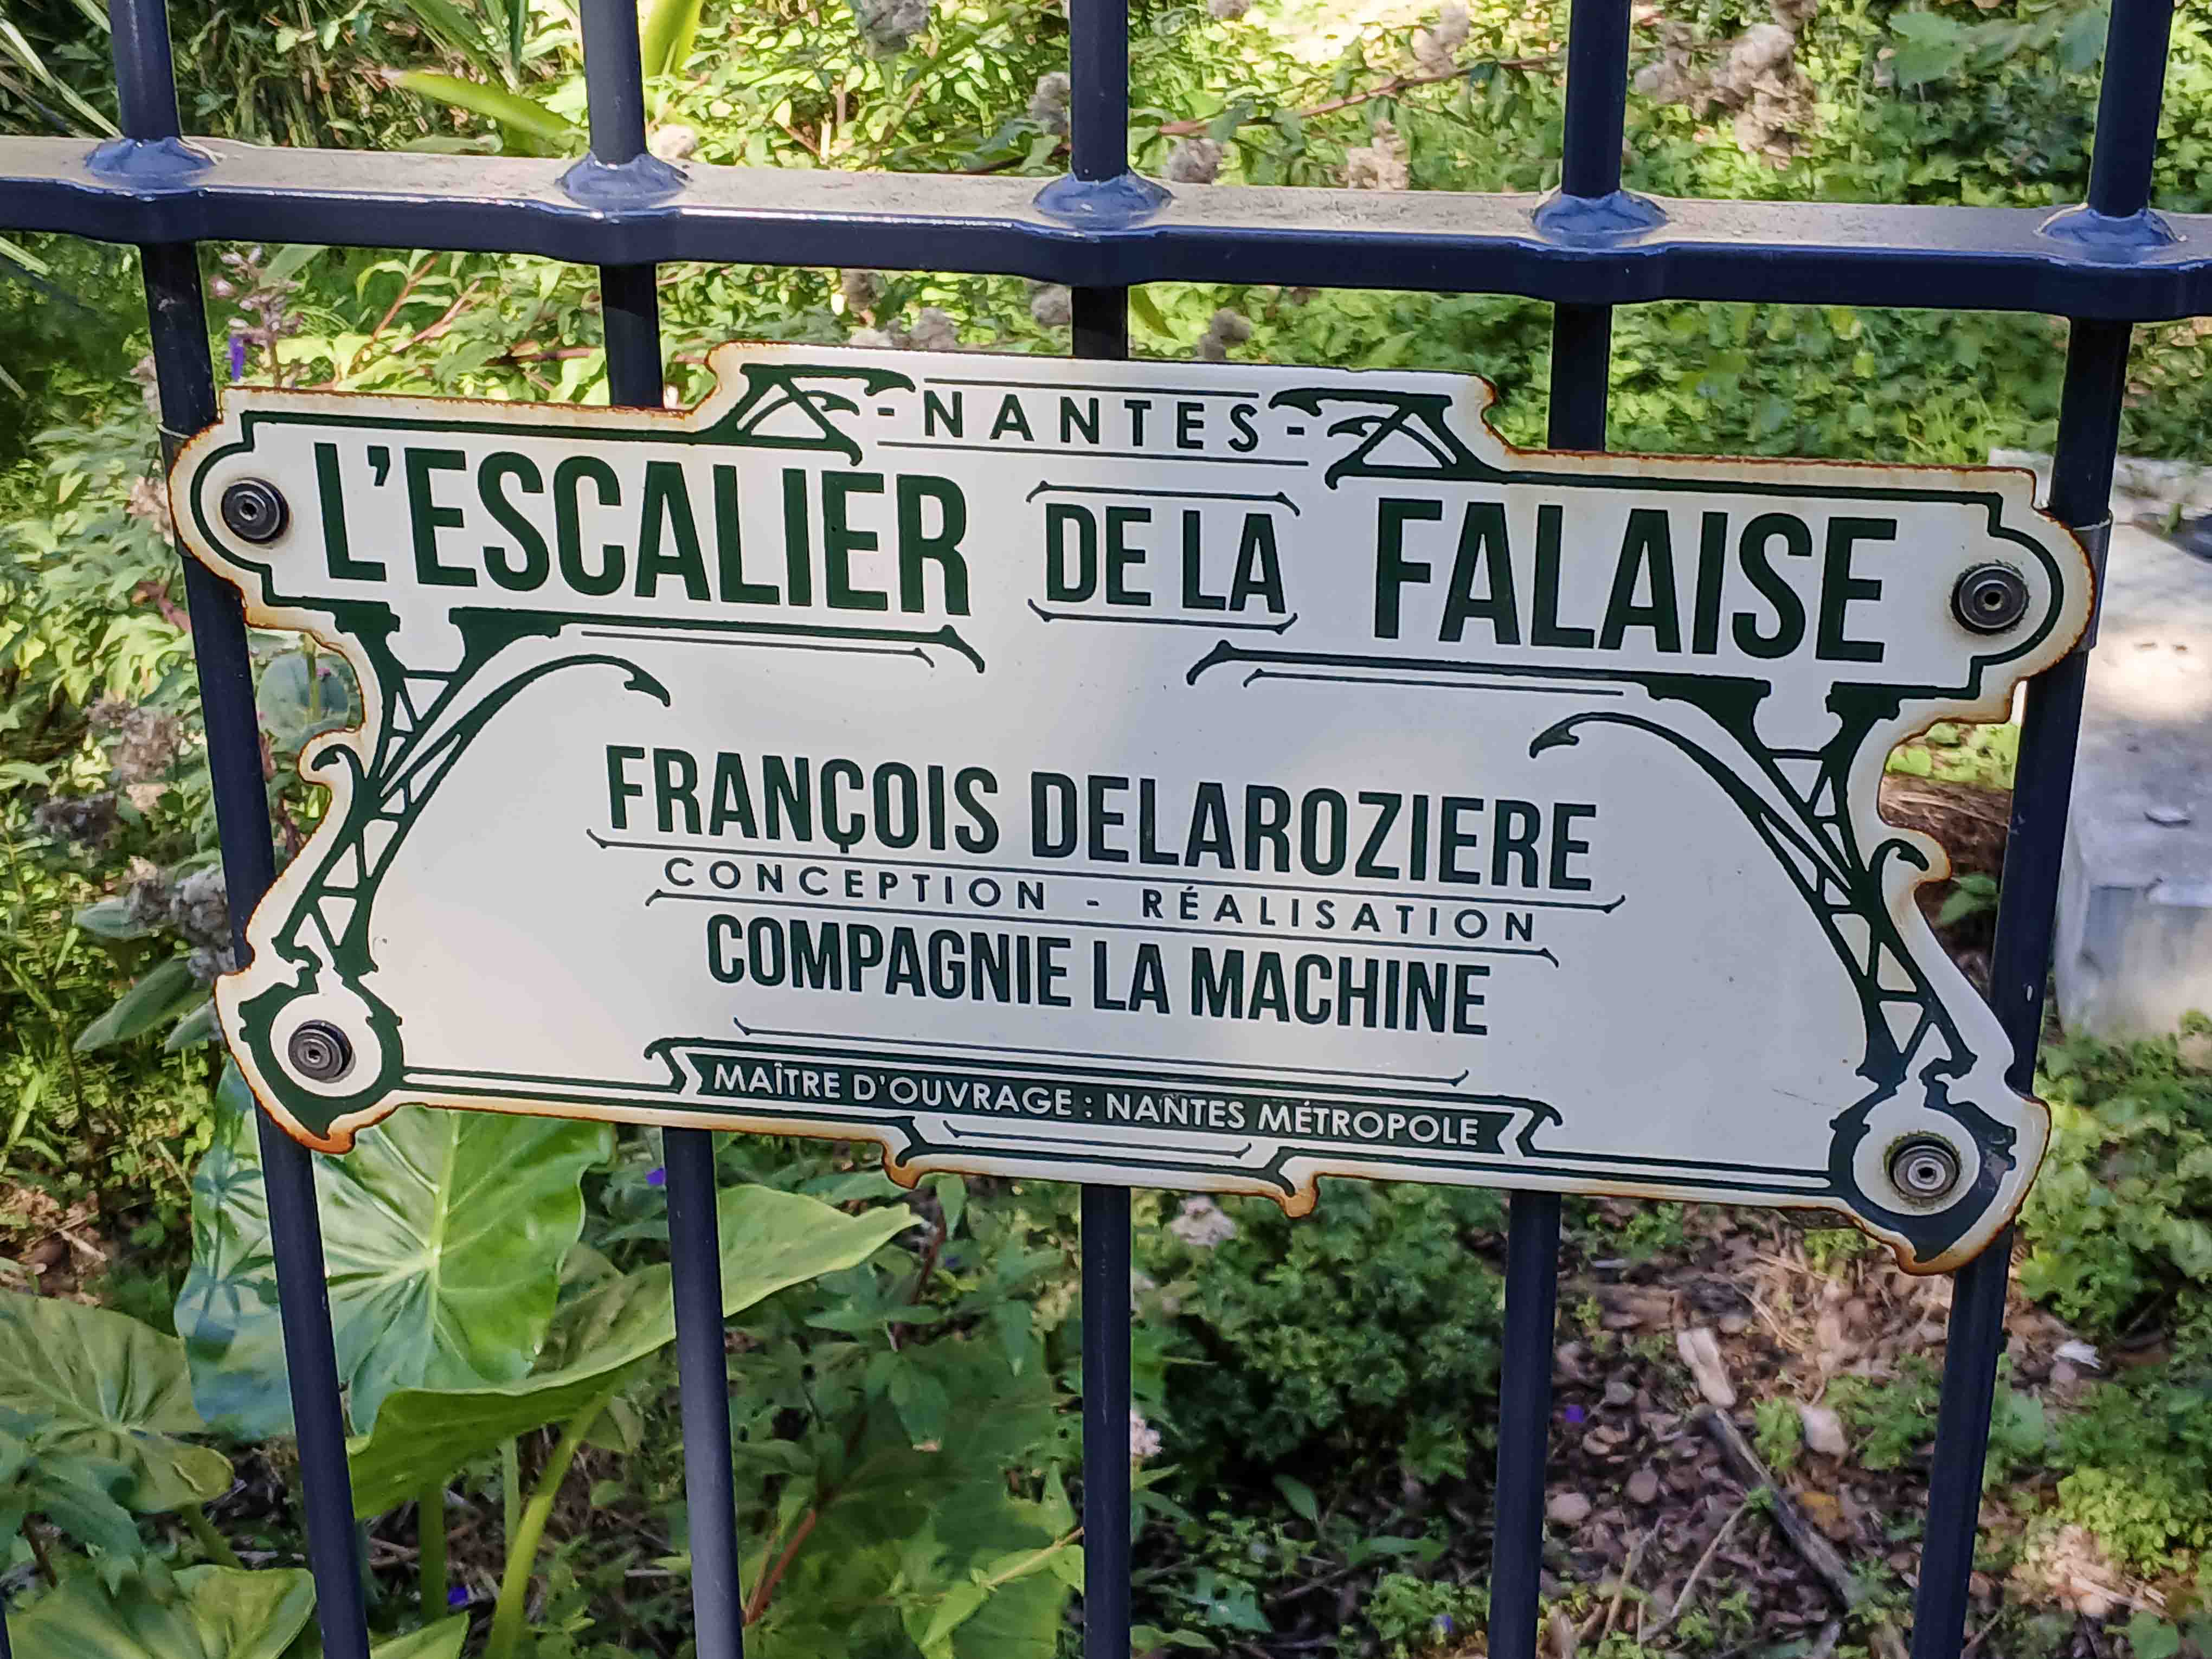 - NANTES -
L'ESCALIER DE LA FALAISE
FRANÇOIS DELAROZIERE
CONCEPTION - RÉALISATION
COMPAGNIE LA MACHINE
MAÎTRE D'OUVRAGE : NANTES MÉTROPOLE